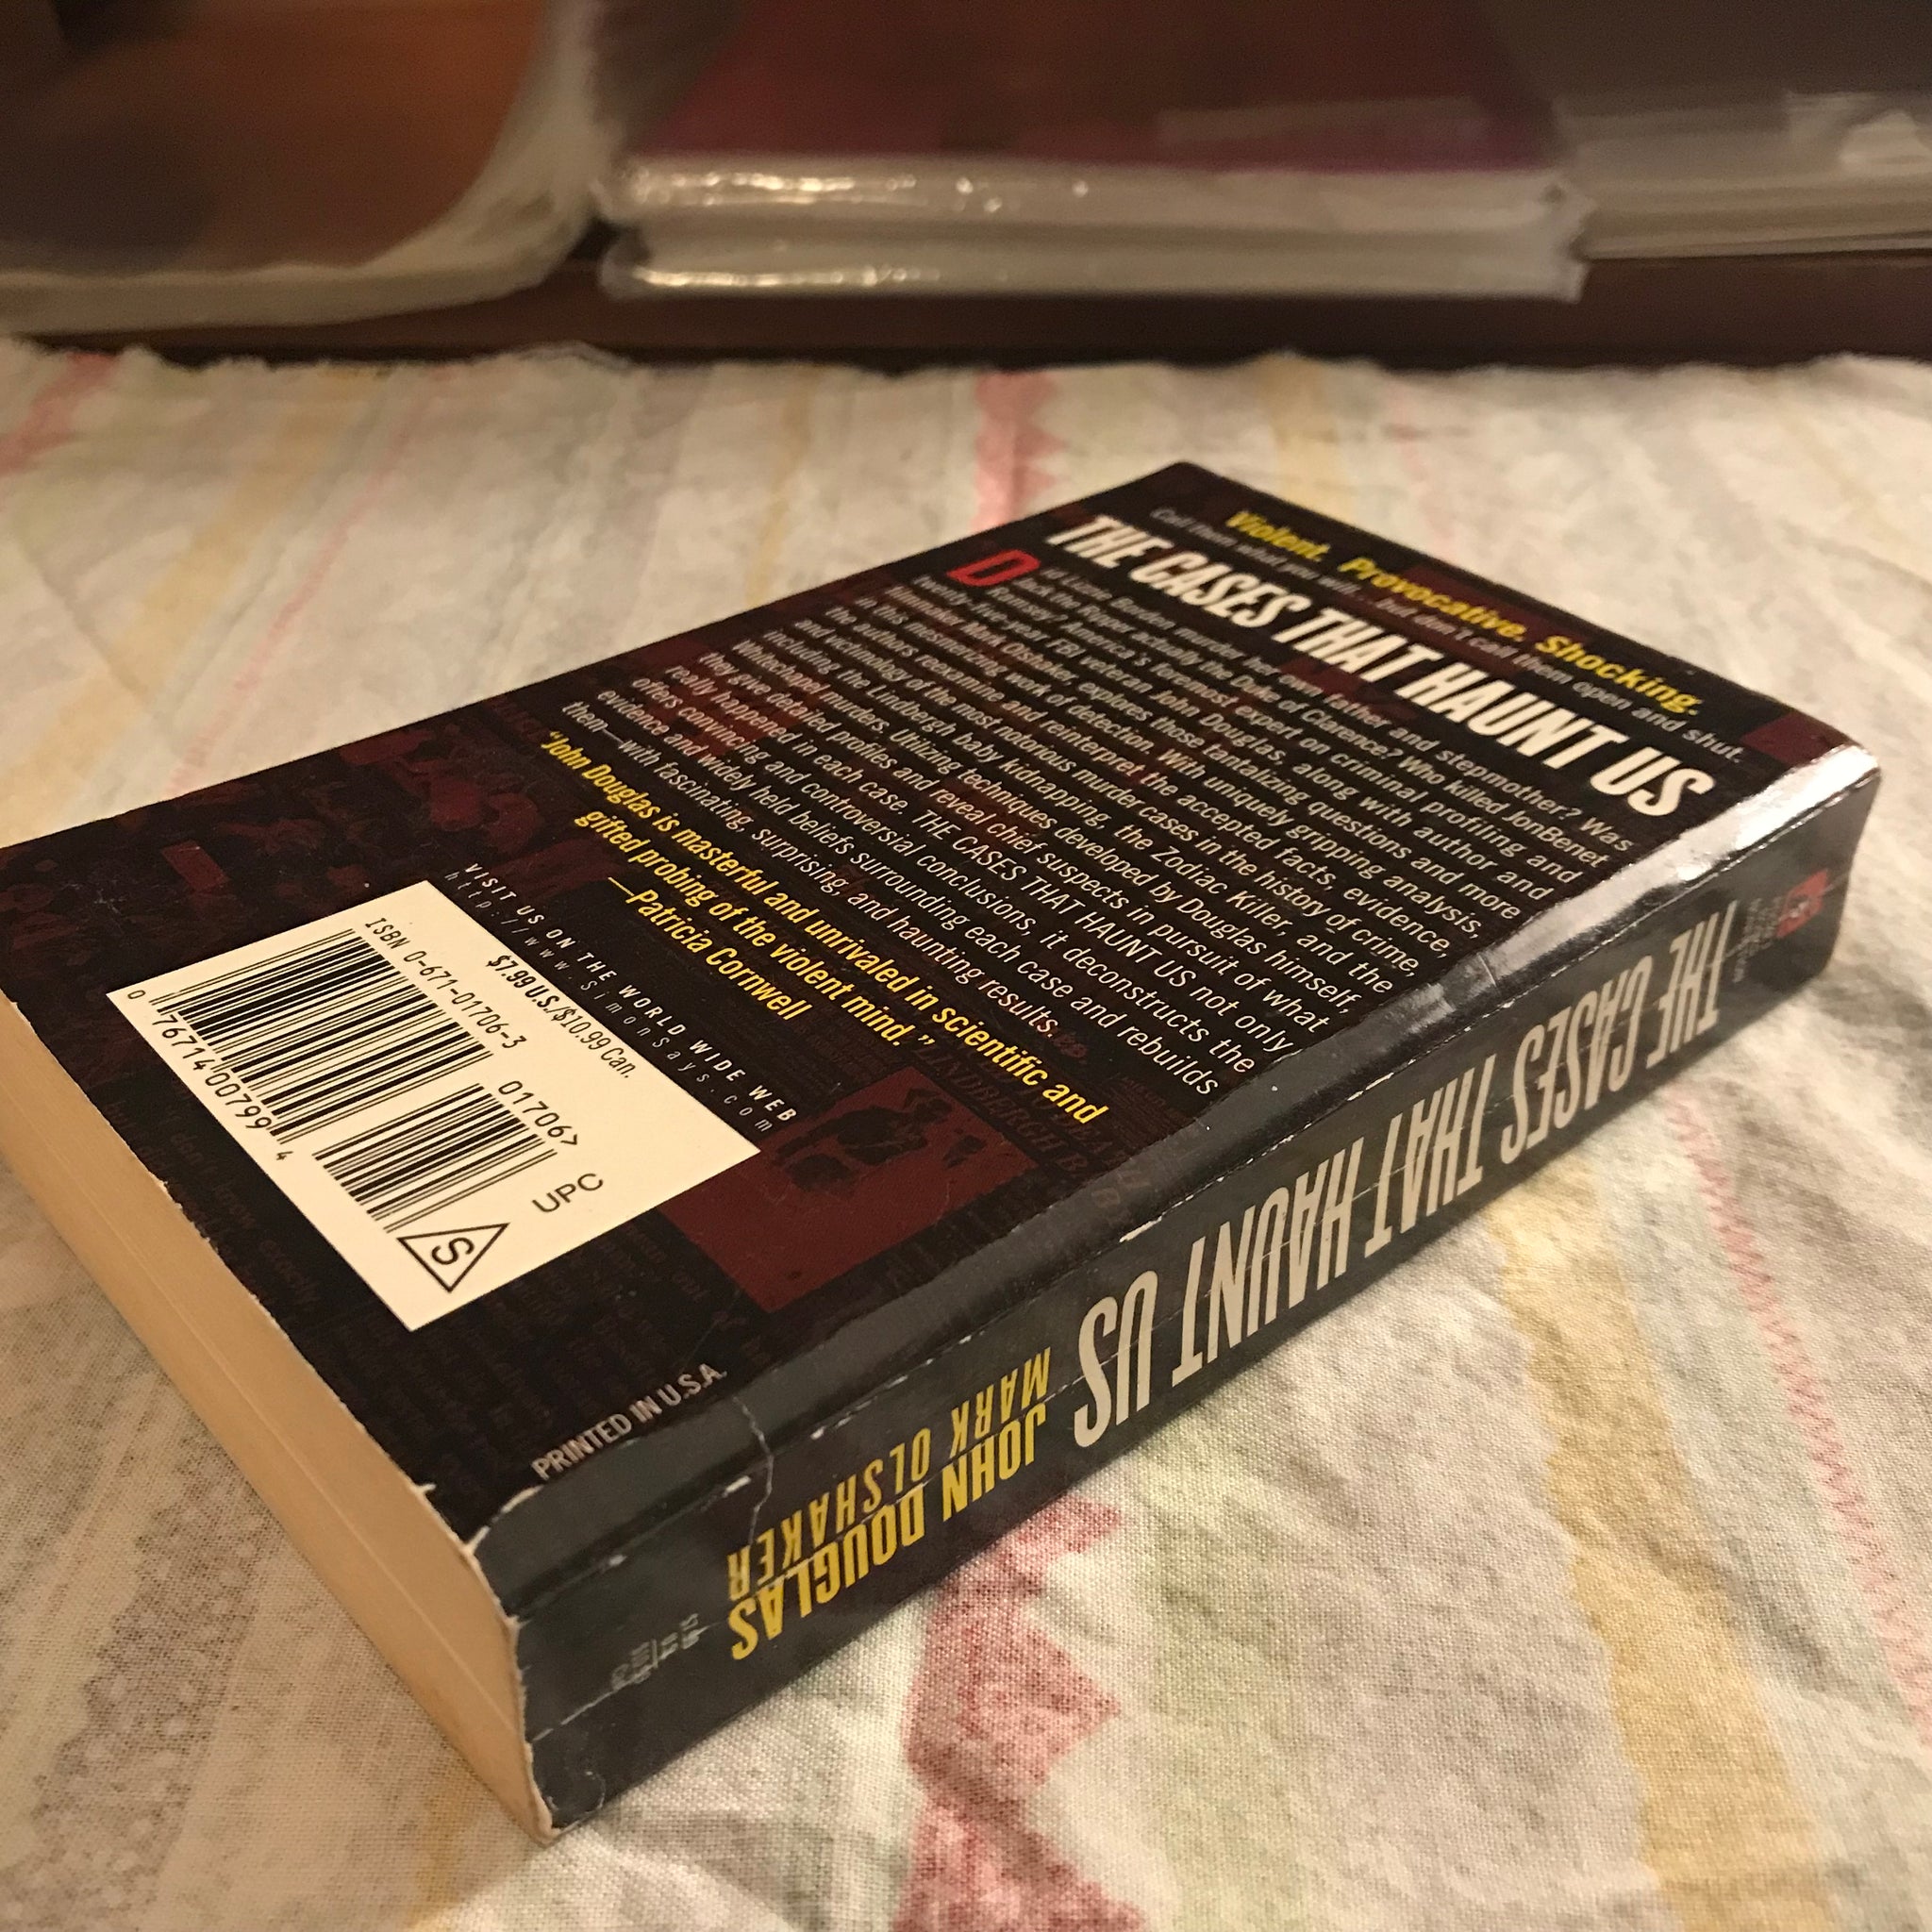 Violent. Provocative. Shocking.
Call them what you will... but don't call them open and shut.
THE CASES THAT HAUNT US
Did Lizzie Borden murder her own father and stepmother? Was
Jack the Ripper actually the Duke of Clarence? Who killed JonBenet
Ramsey? America's foremost expert on criminal profiling and
twenty-five-year FBI veteran John Douglas, along with author and
filmmaker Mark Olshaker, explores those tantalizing questions and more
in this mesmerizing work of detection. With uniquely gripping analysis,
the authors reexamine and reinterpret the accepted facts, evidence,
and victimology of the most notorious murder cases in the history of crime,
including the Lindbergh baby kidnapping, the Zodiac Killer, and the
Whitechapel murders. Utilizing techniques developed by Douglas himself,
they give detailed pofiles and reveal chief suspects in pursuit of what
really happened in each case. THE CASES THAT HAUNT US not only
offers convincing and controversial conclusions, it deconstructs the
evidence and widely held beliefs surrounding each case and rebuilds
them—with fascinating, surprising and haunting results.
"John Douglas is masterful and unrivaled in scientific and
gifted probing of the violent mind."
—Patricia Cornwell
VISIT US ON THE WORLD WIDE WEB
http://www.SimonSays.com
$7.99 U.S./$10.99 Can.
ISBN 0-671-01706-3
01706>
0 76714 00799 4
UPC
S
PRINTED IN U.S.A.
THE CASES THAT HAUNT US
JOHN DOUGLAS
MARK OLSHAKER